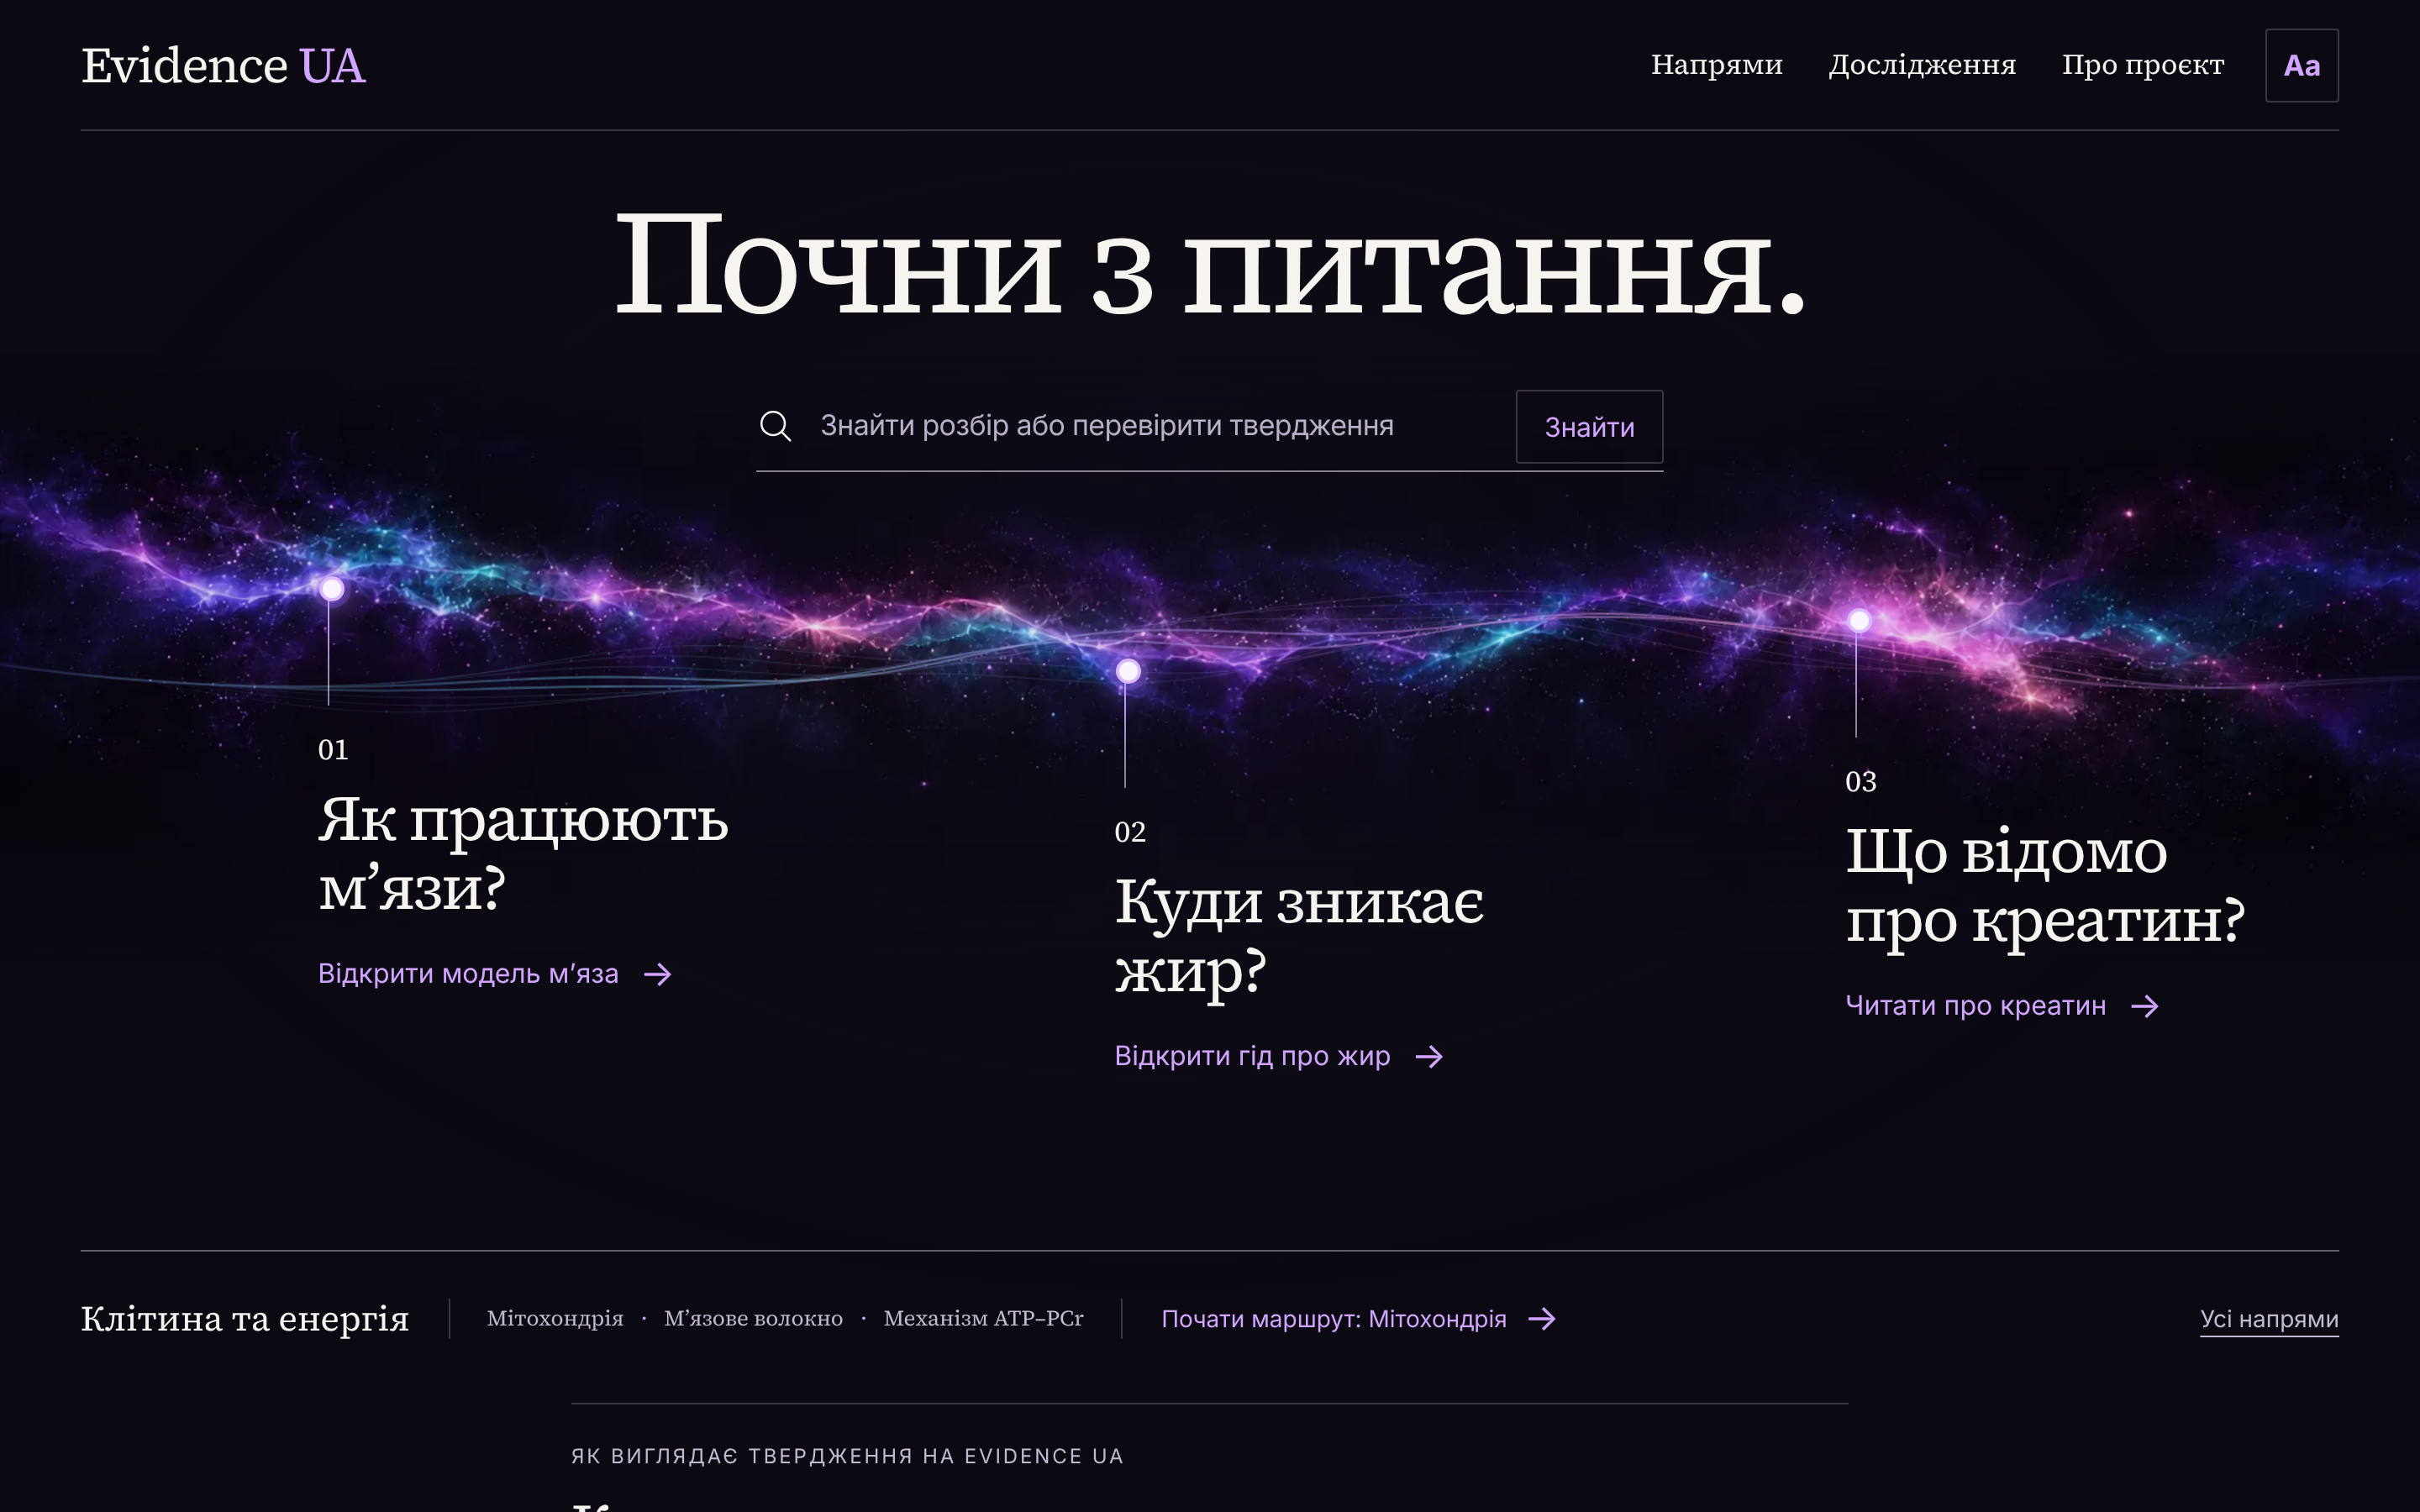 Evidence UA
Напрями
Дослідження
Про проєкт
Aa
Почни з питання.
Знайти розбір або перевірити твердження
Знайти
01
Як працюють
м’язи?
Відкрити модель м’яза →
02
Куди зникає
жир?
Відкрити гід про жир →
03
Що відомо
про креатин?
Читати про креатин →
Клітина та енергія
Мітохондрія · М’язове волокно · Механізм ATP–PCr
Почати маршрут: Мітохондрія →
Усі напрями
ЯК ВИГЛЯДАЄ ТВЕРДЖЕННЯ НА EVIDENCE UA